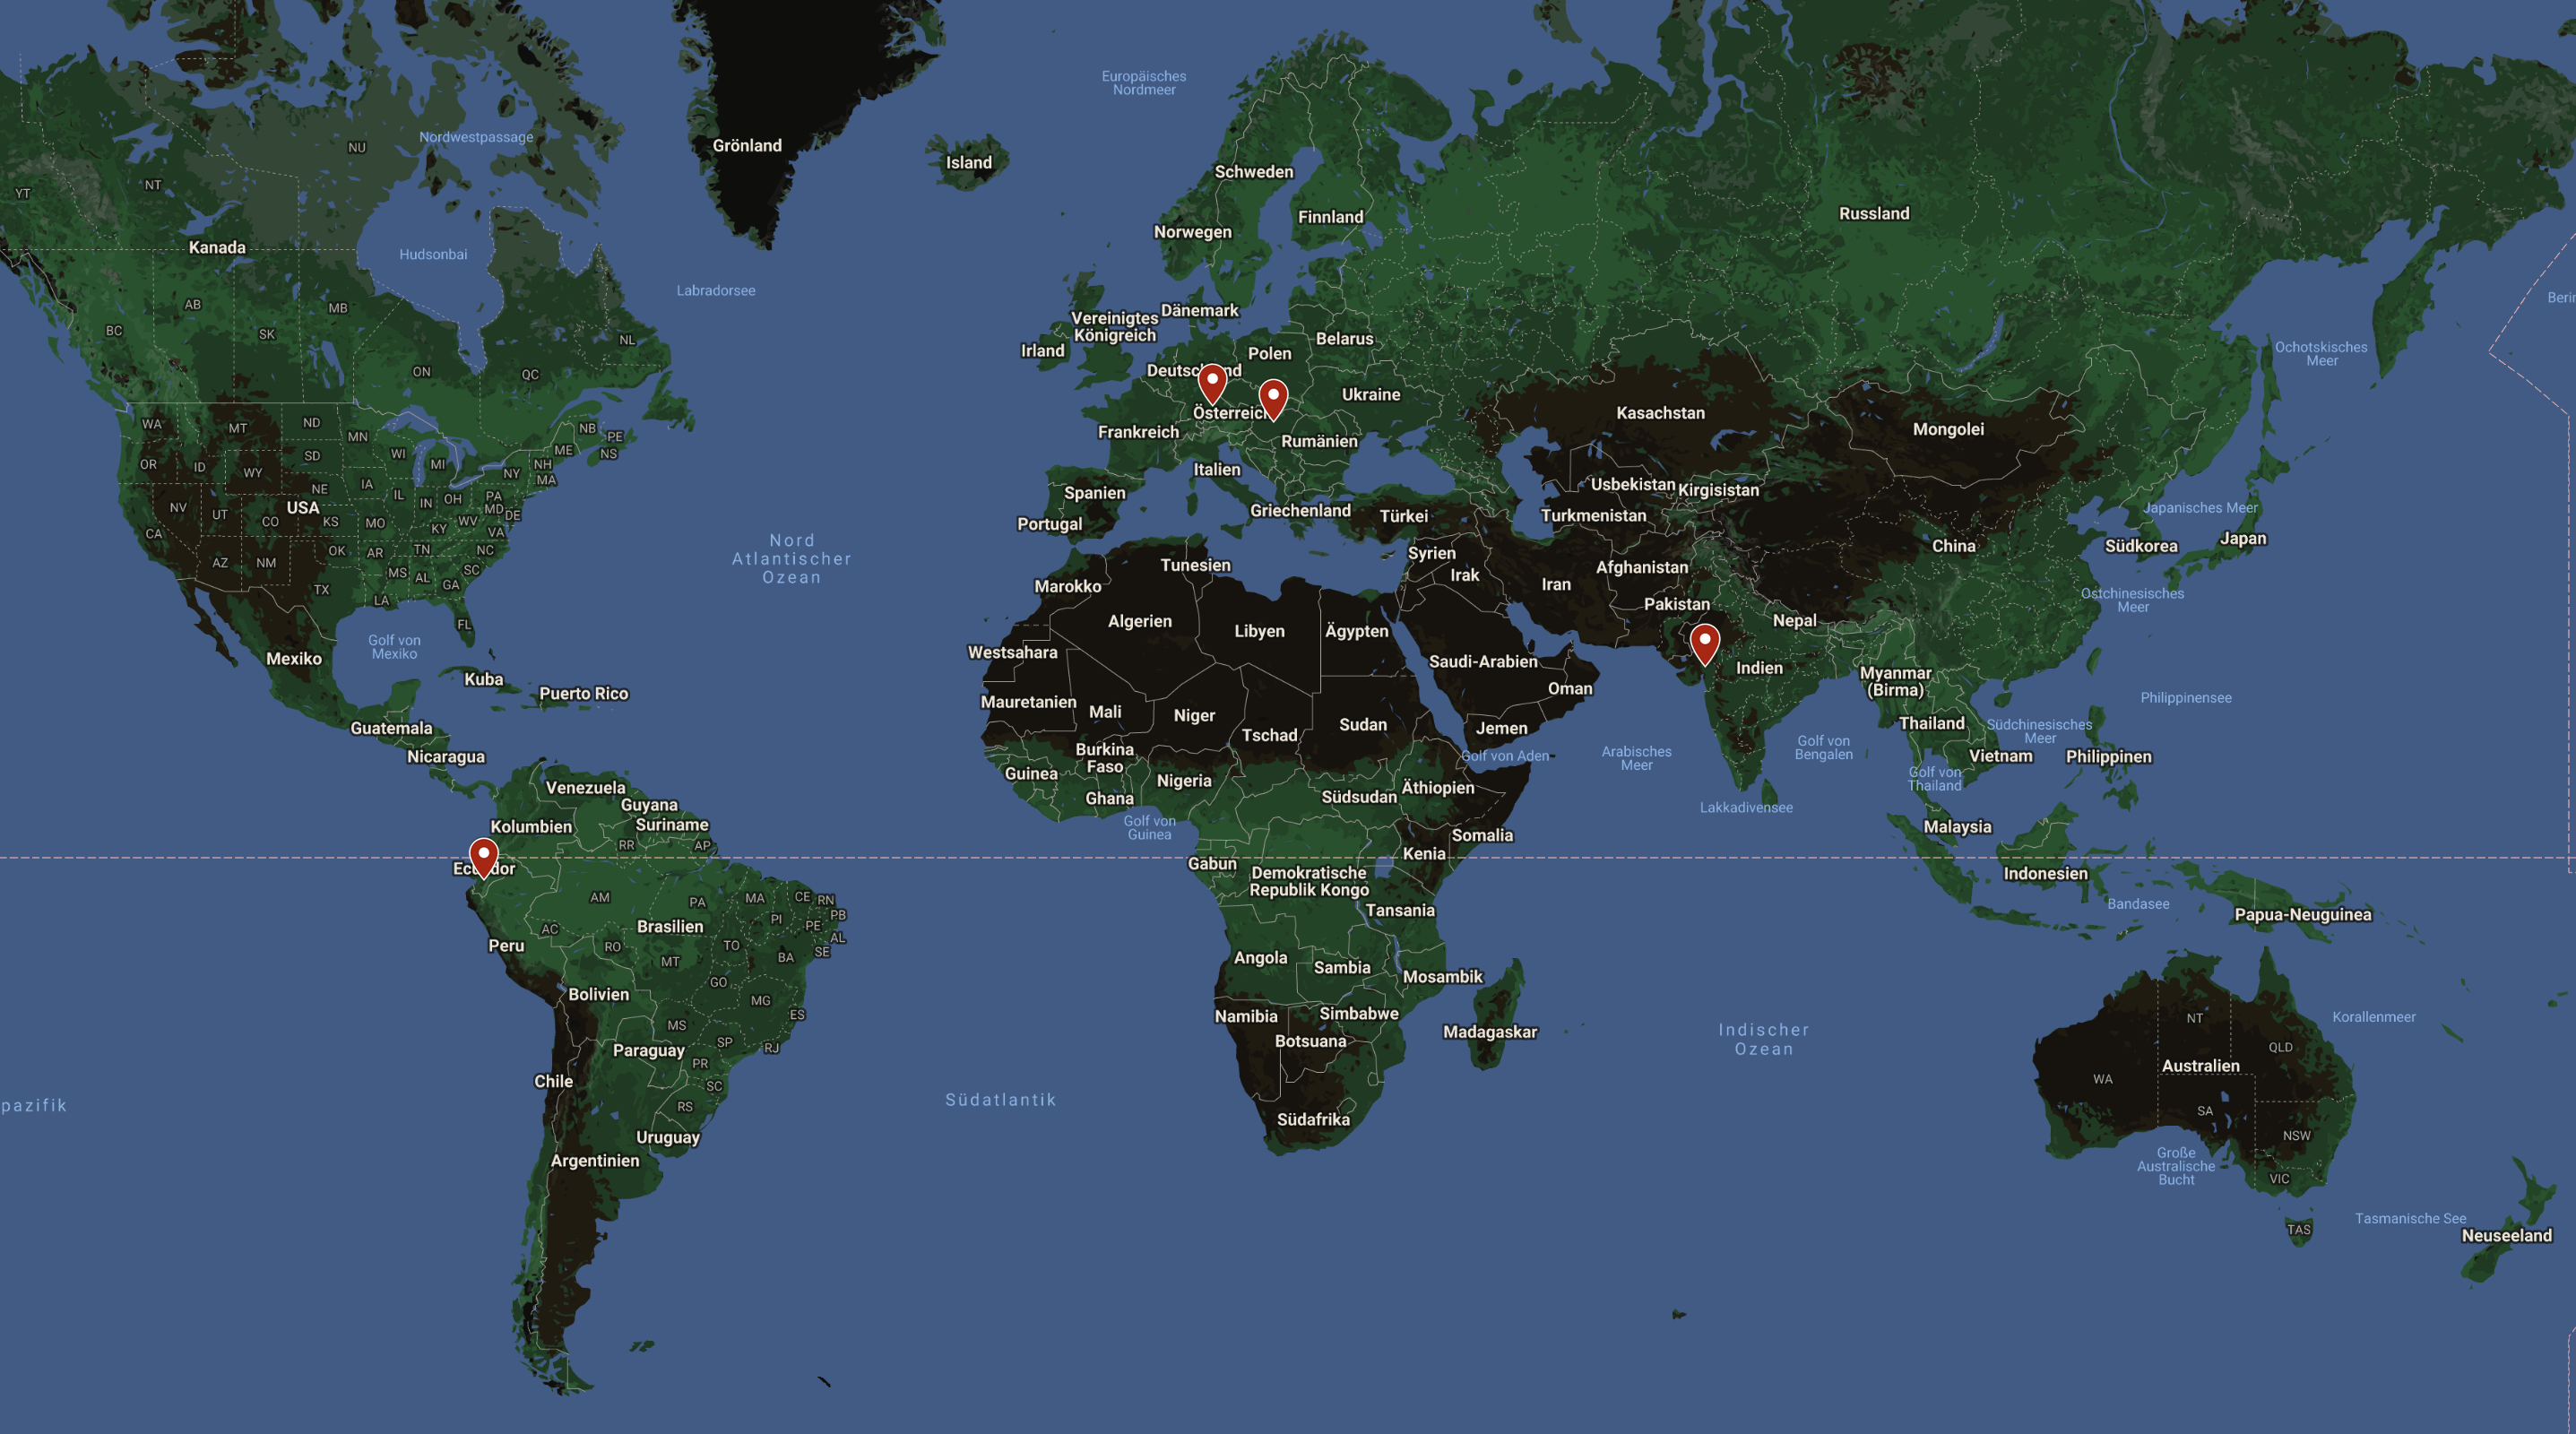 Europäisches
Nordmeer
Nordwestpassage
NU
Grönland
Island
NT
YT
Schweden
Finnland
Russland
Norwegen
Kanada
Hudsonbai
Labradorsee
Berin
AB
MB
BC
SK
NL
Dänemark
Vereinigtes
Königreich
Belarus
Irland
Polen
Ochotskisches
Meer
ON
QC
Deutschland
Ukraine
Österreich
Kasachstan
WA
MT
ND
MN
NB
PE
NS
Frankreich
Rumänien
Mongolei
OR
ID
WY
SD
WI
MI
NY
NH
ME
MA
Italien
NV
UT
CO
NE
IA
IL
IN
OH
PA
MD
DE
USA
KS
MO
KY
WV
VA
CA
Spanien
Portugal
Griechenland
Türkei
Usbekistan
Kirgisistan
Turkmenistan
Japanisches Meer
China
Südkorea
Japan
AZ
NM
OK
AR
TN
NC
SC
MS
AL
GA
TX
LA
FL
Nord
Atlantischer
Ozean
Tunesien
Marokko
Syrien
Irak
Iran
Afghanistan
Pakistan
Nepal
Ostchinesisches
Meer
Algerien
Libyen
Ägypten
Golf von
Mexiko
Mexiko
Westsahara
Saudi-Arabien
Indien
Myanmar
(Birma)
Kuba
Puerto Rico
Oman
Philippinensee
Mauretanien
Mali
Niger
Tschad
Sudan
Jemen
Guatemala
Thailand
Südchinesisches
Meer
Nicaragua
Burkina
Faso
Golf von Aden
Arabisches
Meer
Golf von
Bengalen
Vietnam
Philippinen
Guinea
Nigeria
Äthiopien
Golf von
Thailand
Venezuela
Guyana
Ghana
Südsudan
Lakkadivensee
Kolumbien
Suriname
Golf von
Guinea
Somalia
Malaysia
RR
AP
Kenia
Gabun
Demokratische
Republik Kongo
Indonesien
Ecuador
AM
PA
MA
CE
RN
PB
PI
PE
AL
SE
Tansania
Bandasee
Papua-Neuguinea
Brasilien
AC
RO
TO
BA
MT
Peru
Angola
Sambia
Mosambik
GO
MG
ES
Bolivien
Namibia
Simbabwe
Madagaskar
Indischer
Ozean
NT
Korallenmeer
MS
SP
RJ
Paraguay
PR
Botsuana
QLD
Australien
WA
Chile
SC
SA
pazifik
RS
Südatlantik
Südafrika
NSW
Uruguay
Argentinien
Große
Australische
Bucht
VIC
TAS
Tasmanische See
Neuseeland